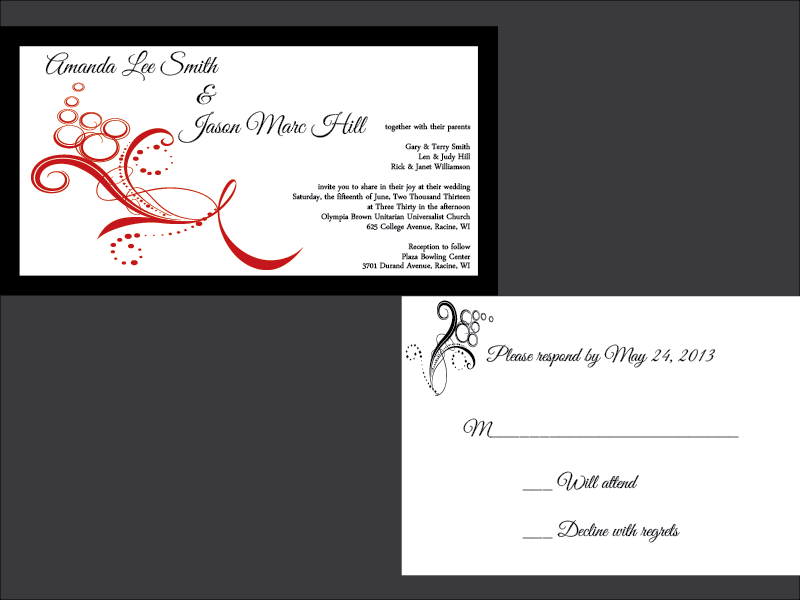 Amanda Lee Smith
&
Jason Marc Hill
together with their parents
Gary & Terry Smith
Len & Judy Hill
Rick & Janet Williamson
invite you to share in their joy at their wedding
Saturday, the fifteenth of June, Two Thousand Thirteen
at Three Thirty in the afternoon
Olympia Brown Unitarian Universalist Church
625 College Avenue, Racine, WI
Reception to follow
Plaza Bowling Center
3701 Durand Avenue, Racine, WI
Please respond by May 24, 2013
M_________________________
___ Will attend
___ Decline with regrets